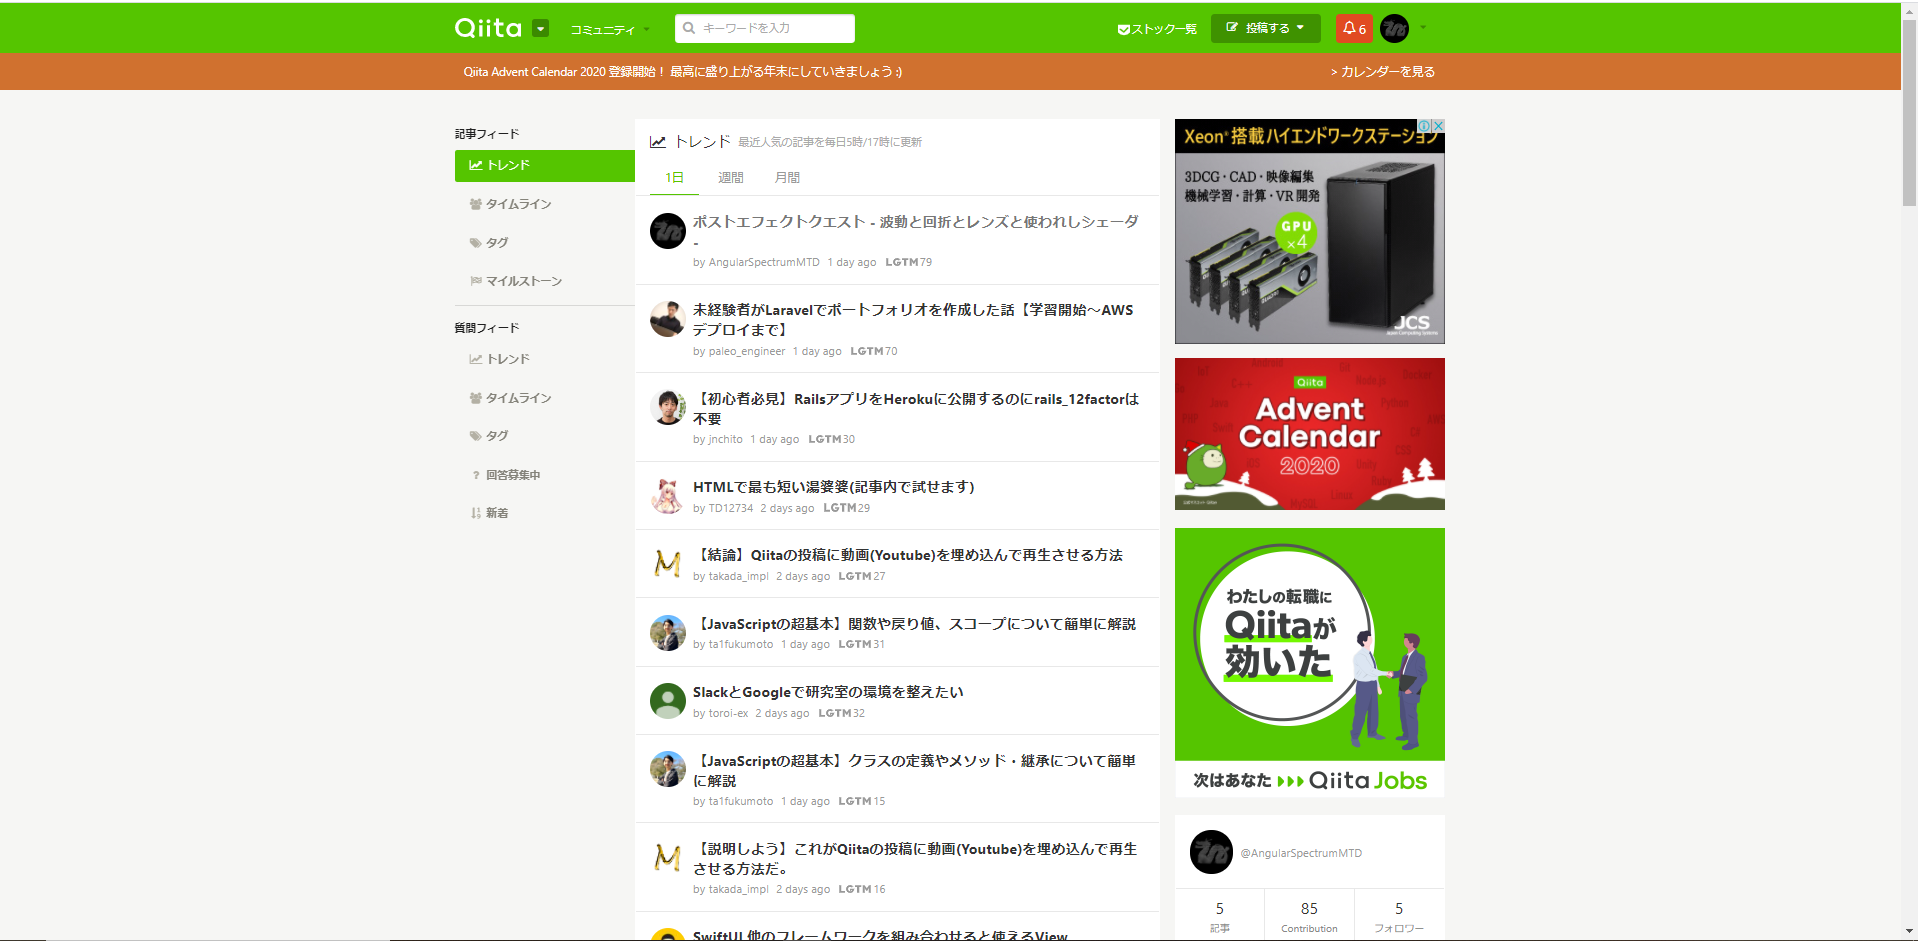 Qiita
コミュニティ
キーワードを入力
ストック一覧
投稿する
6
Qiita Advent Calendar 2020 登録開始！ 最高に盛り上がる年末にしていきましょう :)
> カレンダーを見る
記事フィード
トレンド
タイムライン
タグ
マイルストーン
質問フィード
トレンド
タイムライン
タグ
? 回答募集中
新着
トレンド 最近人気の記事を毎日5時/17時に更新
1日 週間 月間
ポストエフェクトクエスト - 波動と回折とレンズと使われしシェーダ
-
by AngularSpectrumMTD 1 day ago LGTM 79
未経験者がLaravelでポートフォリオを作成した話【学習開始〜AWS
デプロイまで】
by paleo_engineer 1 day ago LGTM 70
【初心者必見】RailsアプリをHerokuに公開するのにrails_12factorは
不要
by jnchito 1 day ago LGTM 30
HTMLで最も短い湯婆婆(記事内で試せます)
by TD12734 2 days ago LGTM 29
【結論】Qiitaの投稿に動画(Youtube)を埋め込んで再生させる方法
by takada_impl 2 days ago LGTM 27
【JavaScriptの超基本】関数や戻り値、スコープについて簡単に解説
by ta1fukumoto 1 day ago LGTM 31
SlackとGoogleで研究室の環境を整えたい
by toroi-ex 2 days ago LGTM 32
【JavaScriptの超基本】クラスの定義やメソッド・継承について簡単
に解説
by ta1fukumoto 1 day ago LGTM 15
【説明しよう】これがQiitaの投稿に動画(Youtube)を埋め込んで再生
させる方法だ。
by takada_impl 2 days ago LGTM 16
SwiftUI 他のフレームワークを組み合わせると使えるView
Xeon®搭載ハイエンドワークステーション
3DCG・CAD・映像編集
機械学習・計算・VR開発
GPU
×4
JCS
Qiita
Advent
Calendar
2020
わたしの転職に
Qiitaが
効いた
次はあなた Qiita Jobs
@AngularSpectrumMTD
5 85 5
記事 Contribution フォロワー